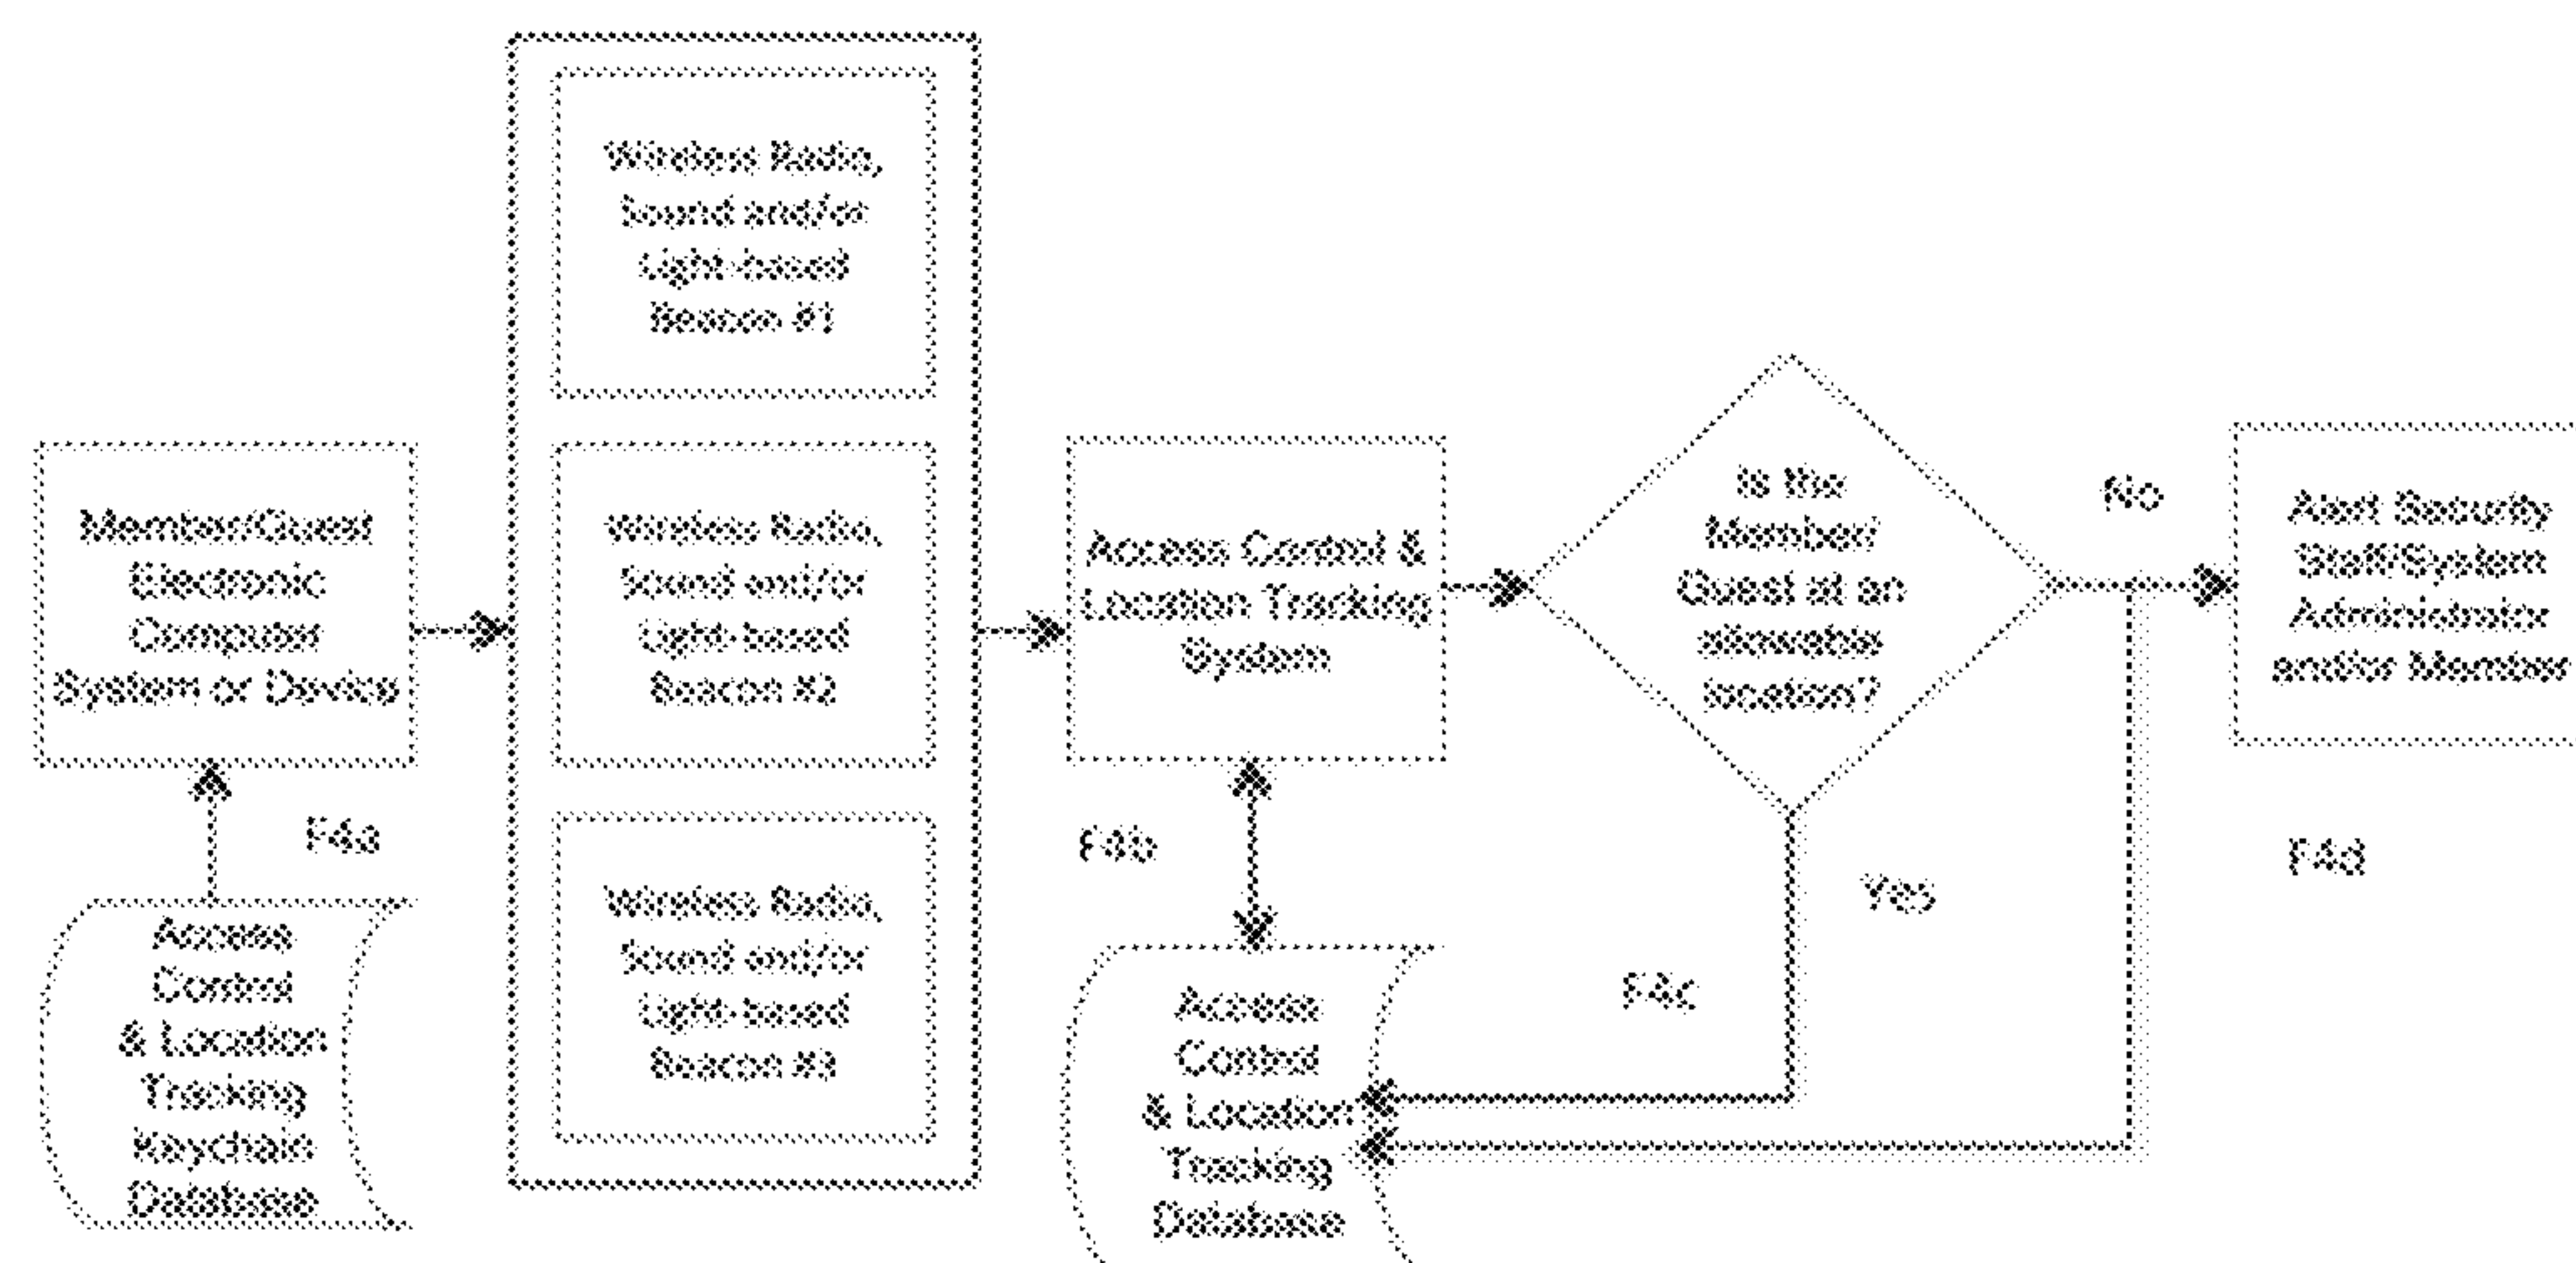 Wireless Radio,
Sound and/or
Light-based
Beacon #1
Member/Guest
Electronic
Computer
System or Device
Wireless Radio,
Sound and/or
Light-based
Beacon #2
Access Control &
Location Tracking
System
Is the
Member/
Guest at an
allowable
location?
No
Alert Security
Staff/System
Administrator
and/or Member
F4a
F4b
F4c
Yes
F4d
Access
Control
& Location
Tracking
Keychain
Database
Wireless Radio,
Sound and/or
Light-based
Beacon #3
Access
Control
& Location
Tracking
Database